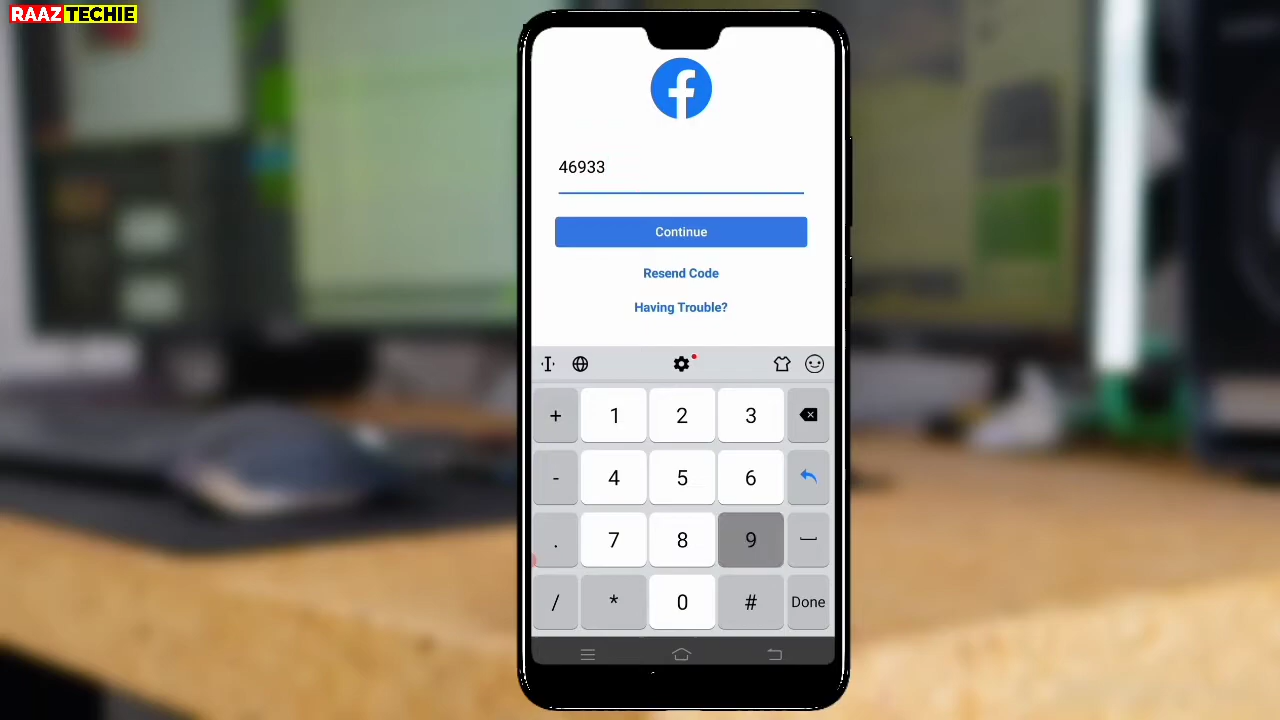 RAAZ TECHIE
46933
Continue
Resend Code
Having Trouble?
+ 1 2 3
- 4 5 6
. 7 8 9
/ * 0 # Done